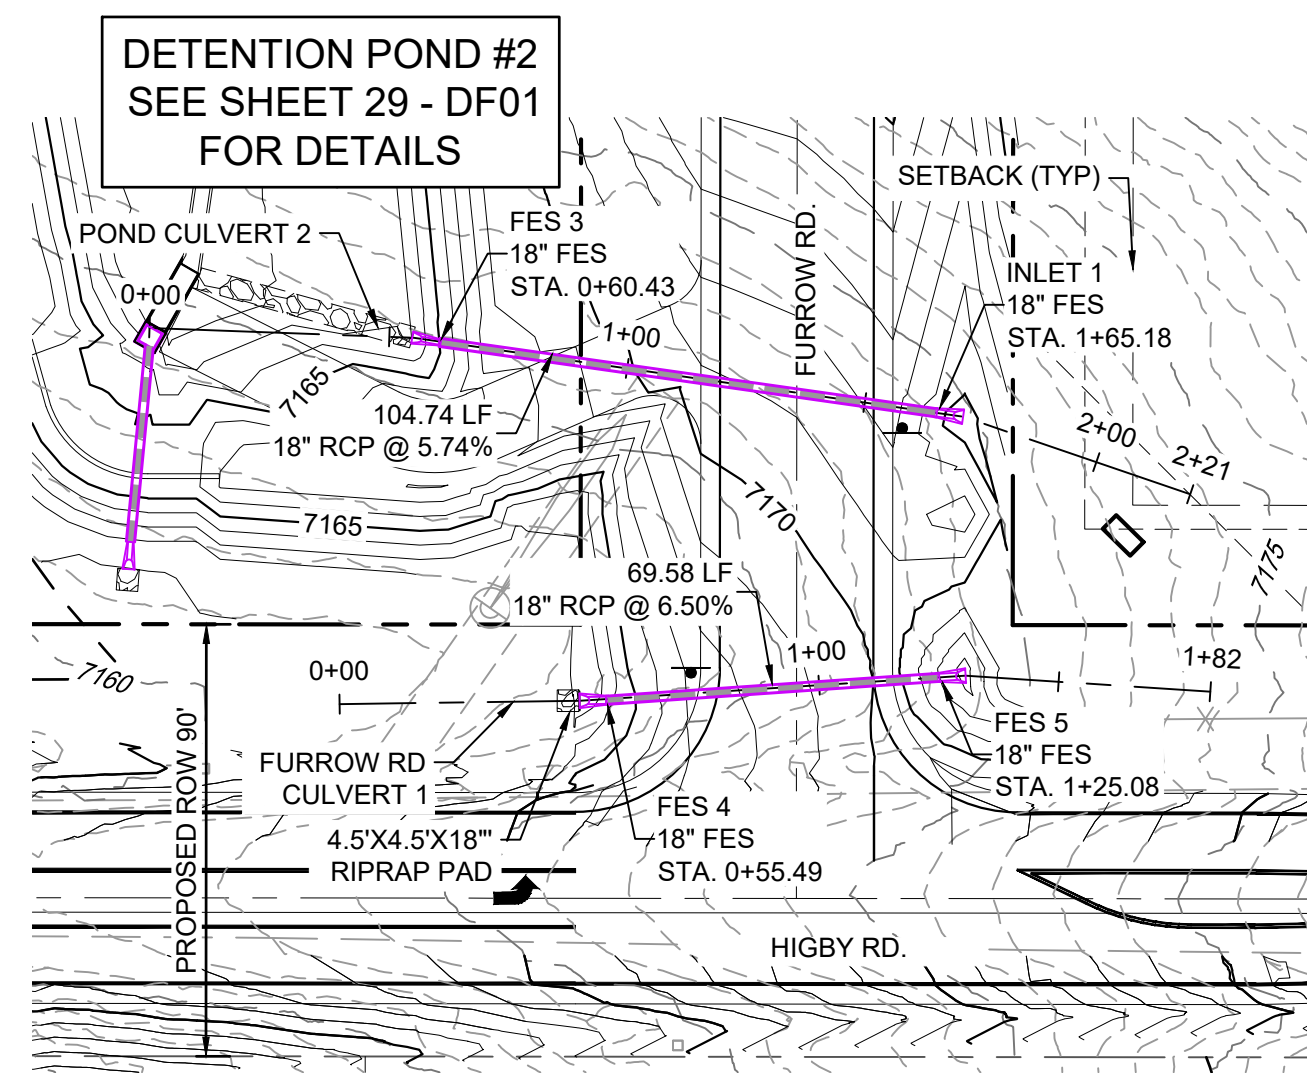 DETENTION POND #2
SEE SHEET 29 - DF01
FOR DETAILS
SETBACK (TYP)
POND CULVERT 2
FES 3
18" FES
STA. 0+60.43
FURROW RD.
INLET 1
18" FES
STA. 1+65.18
0+00
1+00
7165
104.74 LF
18" RCP @ 5.74%
2+00
2+21
7165
7170
7175
69.58 LF
18" RCP @ 6.50%
7160
0+00
1+00
1+82
PROPOSED ROW 90'
FURROW RD
CULVERT 1
FES 5
18" FES
STA. 1+25.08
4.5'X4.5'X18'"
RIPRAP PAD
FES 4
18" FES
STA. 0+55.49
HIGBY RD.